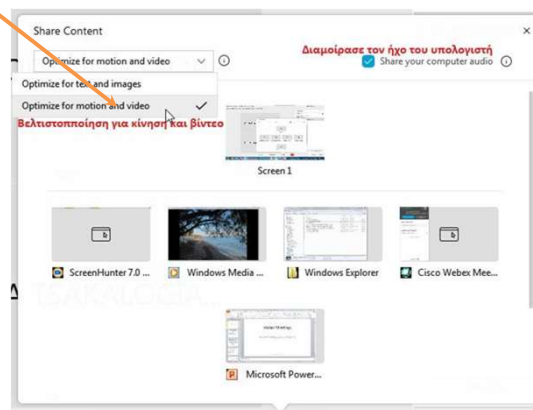 Share Content
Διαμοίρασε τον ήχο του υπολογιστή
Optimize for motion and video
Share your computer audio
Optimize for text and images
Optimize for motion and video
Βελτιστοπποίηση για κίνηση και βίντεο
Screen 1
ScreenHunter 7.0 ...
Windows Media ...
Windows Explorer
Cisco Webex Mee...
Microsoft Power...